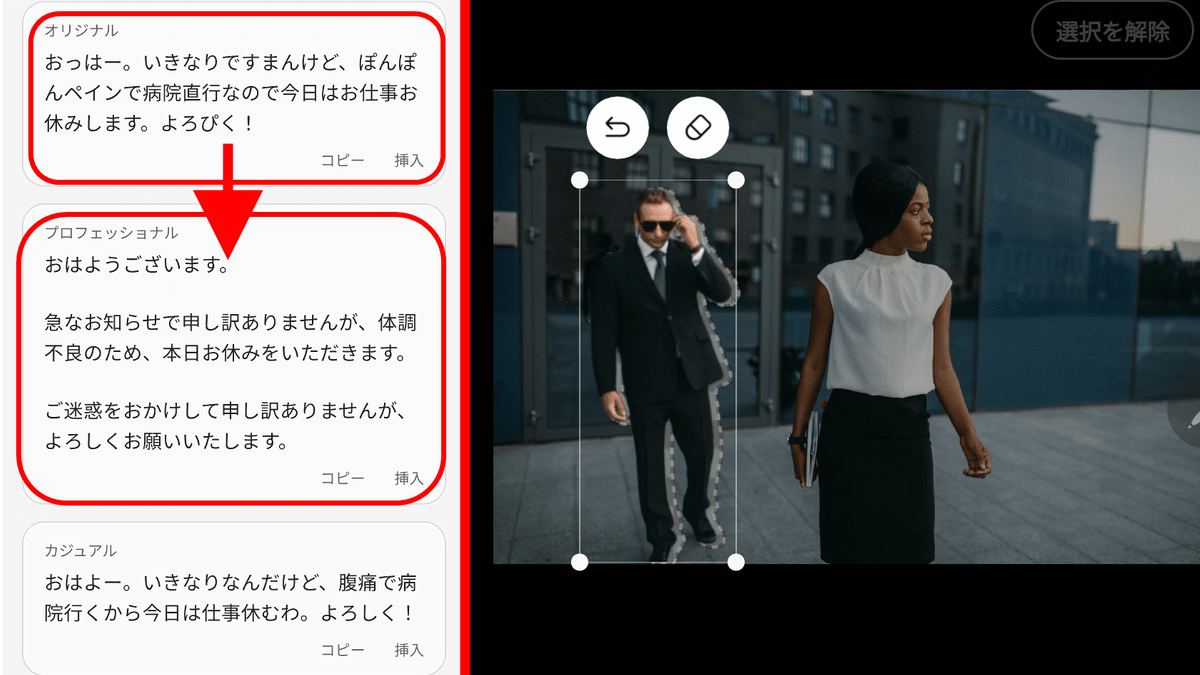 オリジナル
おっはー。いきなりですまんけど、ぽんぽ
んペインで病院直行なので今日はお仕事お
休みします。よろぴく！
コピー 挿入
プロフェッショナル
おはようございます。
急なお知らせで申し訳ありませんが、体調
不良のため、本日お休みをいただきます。
ご迷惑をおかけして申し訳ありませんが、
よろしくお願いいたします。
コピー 挿入
カジュアル
おはよー。いきなりなんだけど、腹痛で病
院行くから今日は仕事休むわ。よろしく！
コピー 挿入
選択を解除